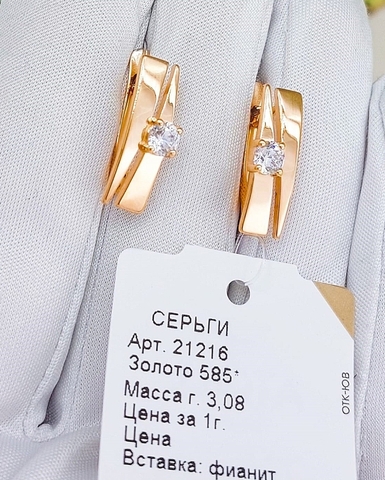 СЕРЬГИ
Арт. 21216
Золото 585*
Масса г. 3,08
Цена за 1г.
Цена
Вставка: фианит
ОТК-ЮВ